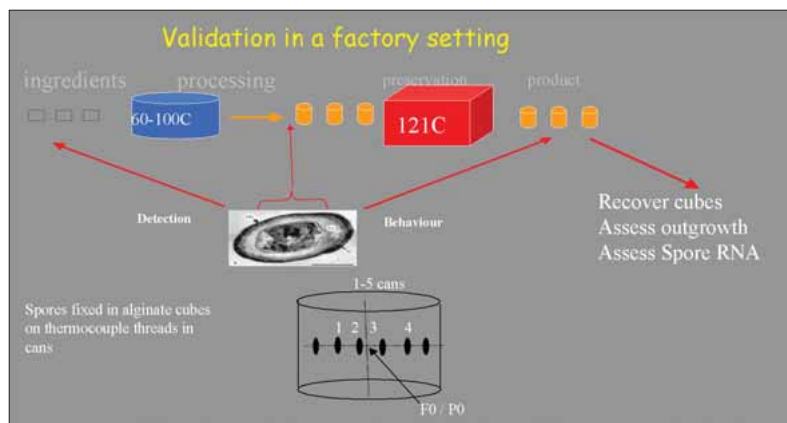 Validation in a factory setting
ingredients processing preservation product
60-100C
121C
Detection
Behaviour
Recover cubes
Assess outgrowth
Assess Spore RNA
1-5 cans
Spores fixed in alginate cubes
on thermocouple threads in
cans
1 2 3 4
F0 / P0